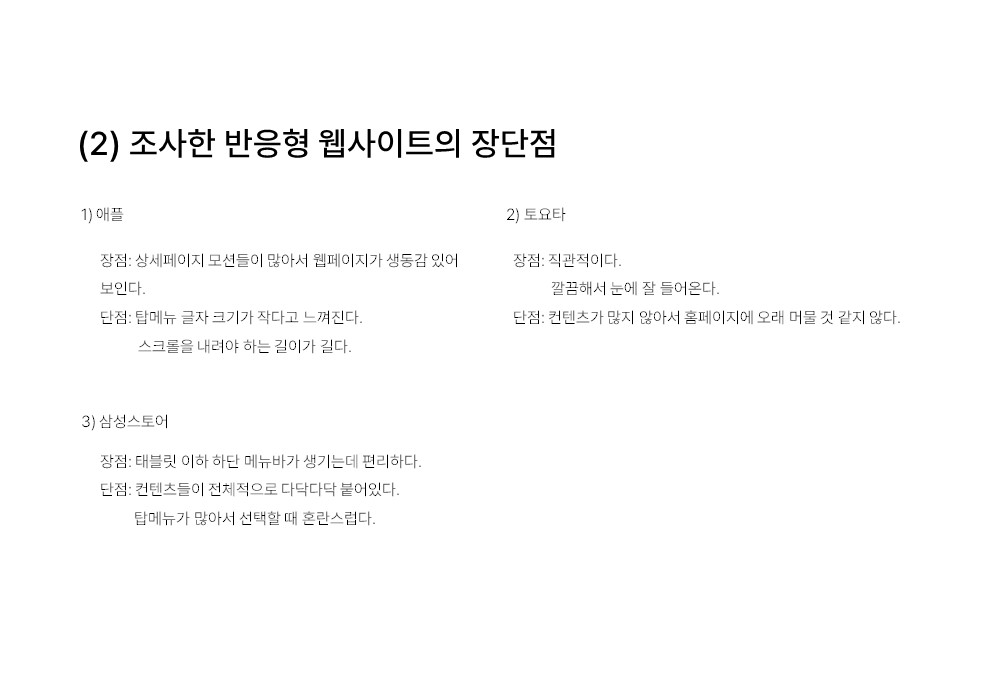 (2) 조사한 반응형 웹사이트의 장단점
1) 애플
장점: 상세페이지 모션들이 많아서 웹페이지가 생동감 있어
보인다.
단점: 탑메뉴 글자 크기가 작다고 느껴진다.
스크롤을 내려야 하는 길이가 길다.
2) 토요타
장점: 직관적이다.
깔끔해서 눈에 잘 들어온다.
단점: 컨텐츠가 많지 않아서 홈페이지에 오래 머물 것 같지 않다.
3) 삼성스토어
장점: 태블릿 이하 하단 메뉴바가 생기는데 편리하다.
단점: 컨텐츠들이 전체적으로 다닥다닥 붙어있다.
탑메뉴가 많아서 선택할 때 혼란스럽다.